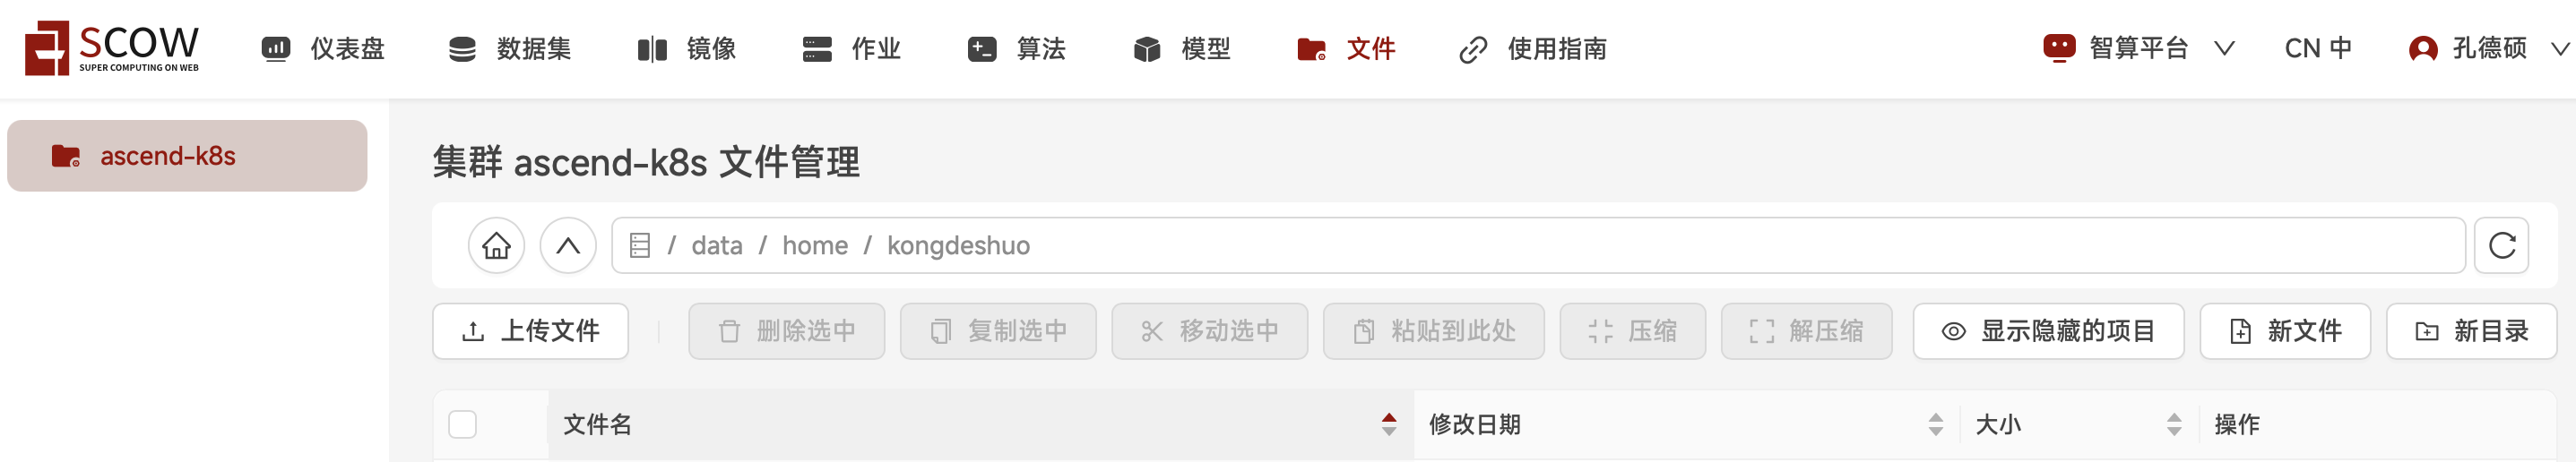 SCOW SUPER COMPUTING ON WEB 仪表盘 数据集 镜像 作业 算法 模型 文件 使用指南 智算平台 CN 中 孔德硕
ascend-k8s
集群 ascend-k8s 文件管理
/ data / home / kongdeshuo
上传文件 删除选中 复制选中 移动选中 粘贴到此处 压缩 解压缩 显示隐藏的项目 新文件 新目录
文件名 修改日期 大小 操作